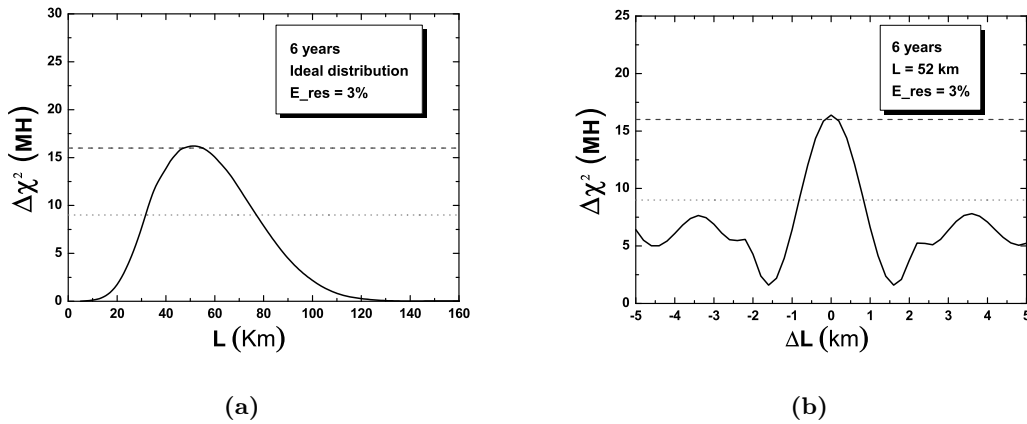 30
25
20
15
10
5
0
Δχ² (MH)
6 years
Ideal distribution
E_res = 3%
0 20 40 60 80 100 120 140 160
L (Km)
(a)
25
20
15
10
5
0
Δχ² (MH)
6 years
L = 52 km
E_res = 3%
-5 -4 -3 -2 -1 0 1 2 3 4 5
ΔL (km)
(b)